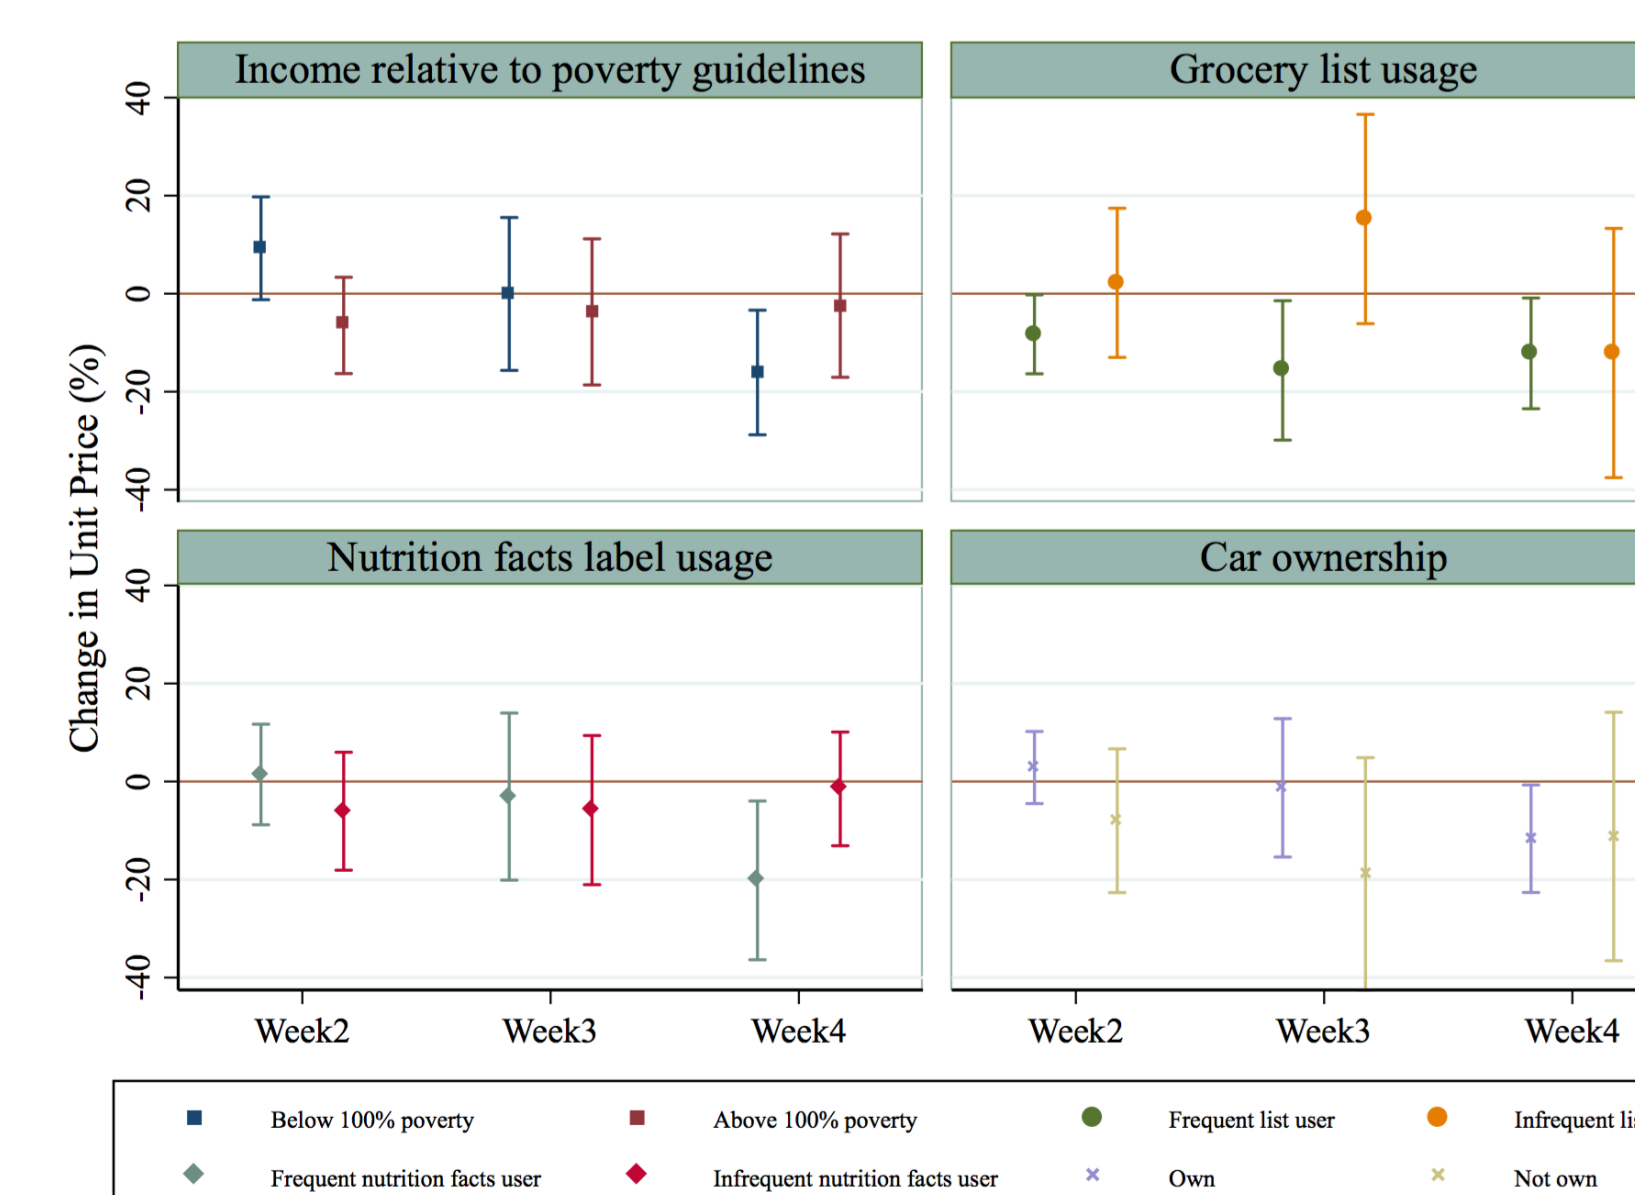 Income relative to poverty guidelines
Grocery list usage
40
20
0
-20
-40
Change in Unit Price (%)
Nutrition facts label usage
Car ownership
40
20
0
-20
-40
Week2 Week3 Week4 Week2 Week3 Week4
Below 100% poverty Above 100% poverty Frequent list user Infrequent
Frequent nutrition facts user Infrequent nutrition facts user Own Not own